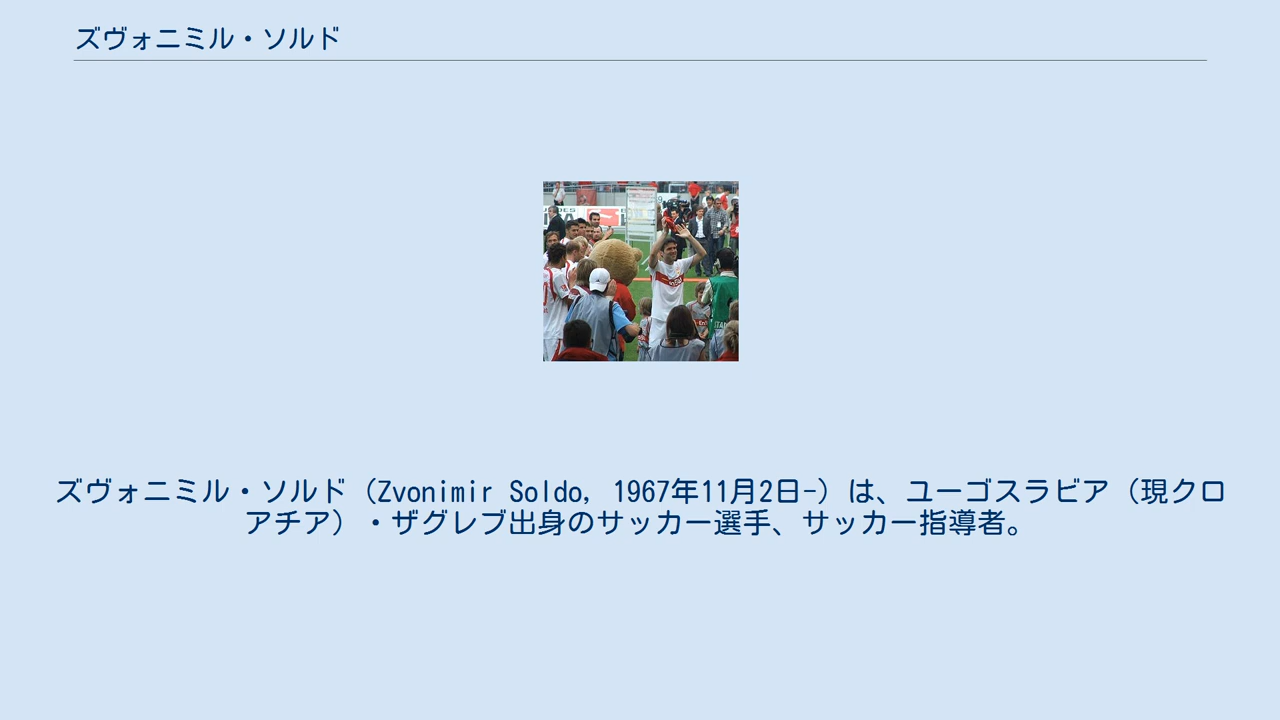 ズヴォニミル・ソルド
ズヴォニミル・ソルド（Zvonimir Soldo, 1967年11月2日-）は、ユーゴスラビア（現クロ
アチア）・ザグレブ出身のサッカー選手、サッカー指導者。